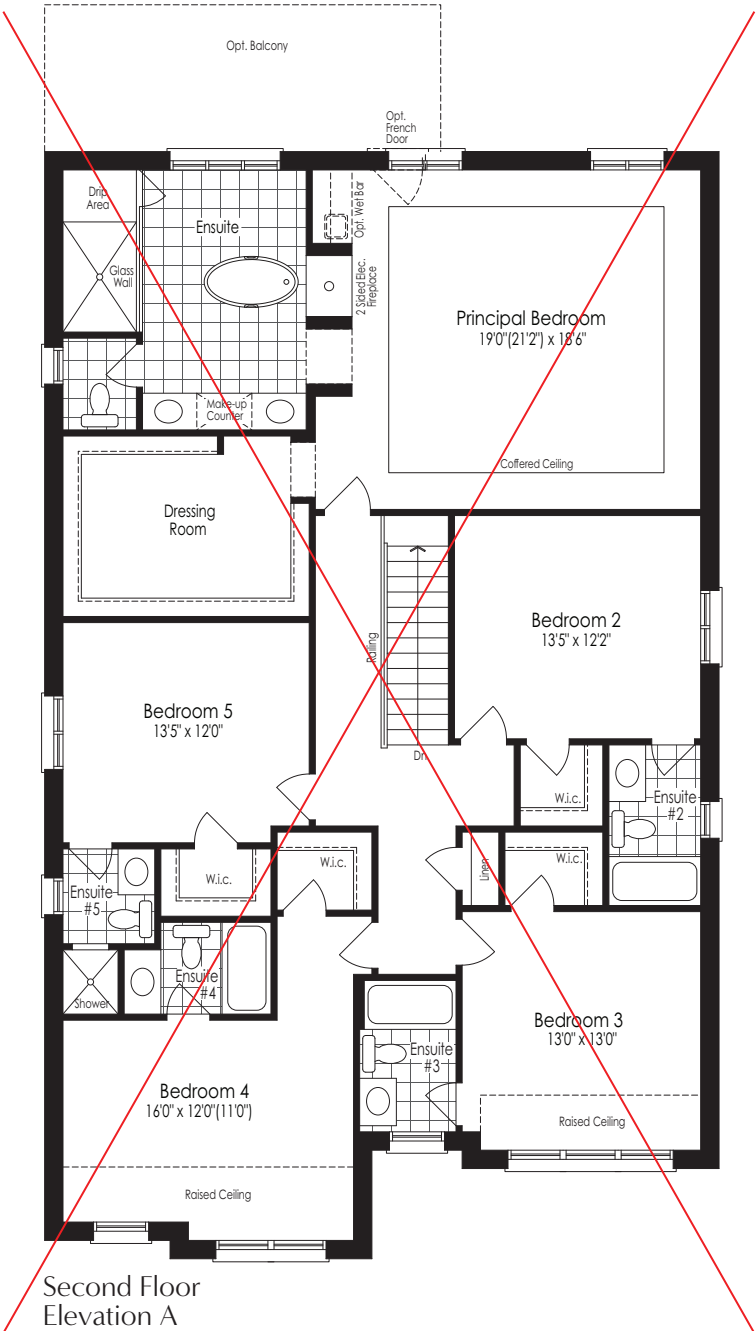 Opt. Balcony
Opt.
French
Door
Drip
Area
Ensuite
Opt. Wet Bar
Glass
Wall
2 Sided Elec.
Fireplace
Principal Bedroom
19'0"(21'2") x 18'6"
Make-up
Counter
Coffered Ceiling
Dressing
Room
Bedroom 2
13'5" x 12'2"
Railing
Bedroom 5
13'5" x 12'0"
Dn
W.i.c.
Ensuite
#2
W.i.c.
W.i.c.
Linen
W.i.c.
Ensuite
#5
Ensuite
#4
Shower
Bedroom 3
13'0" x 13'0"
Ensuite
#3
Bedroom 4
16'0" x 12'0"(11'0")
Raised Ceiling
Raised Ceiling
Second Floor
Elevation A